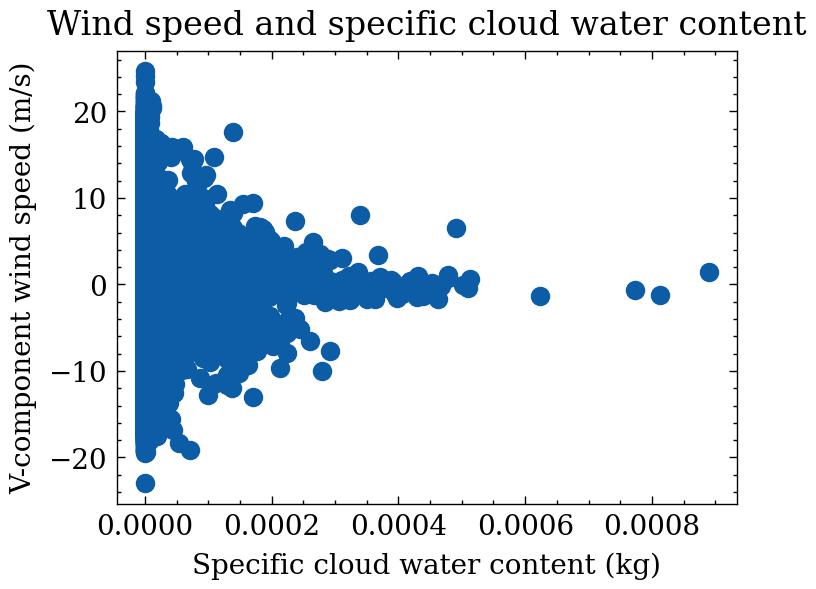 Wind speed and specific cloud water content
V-component wind speed (m/s)
20
10
0
−10
−20
0.0000 0.0002 0.0004 0.0006 0.0008
Specific cloud water content (kg)